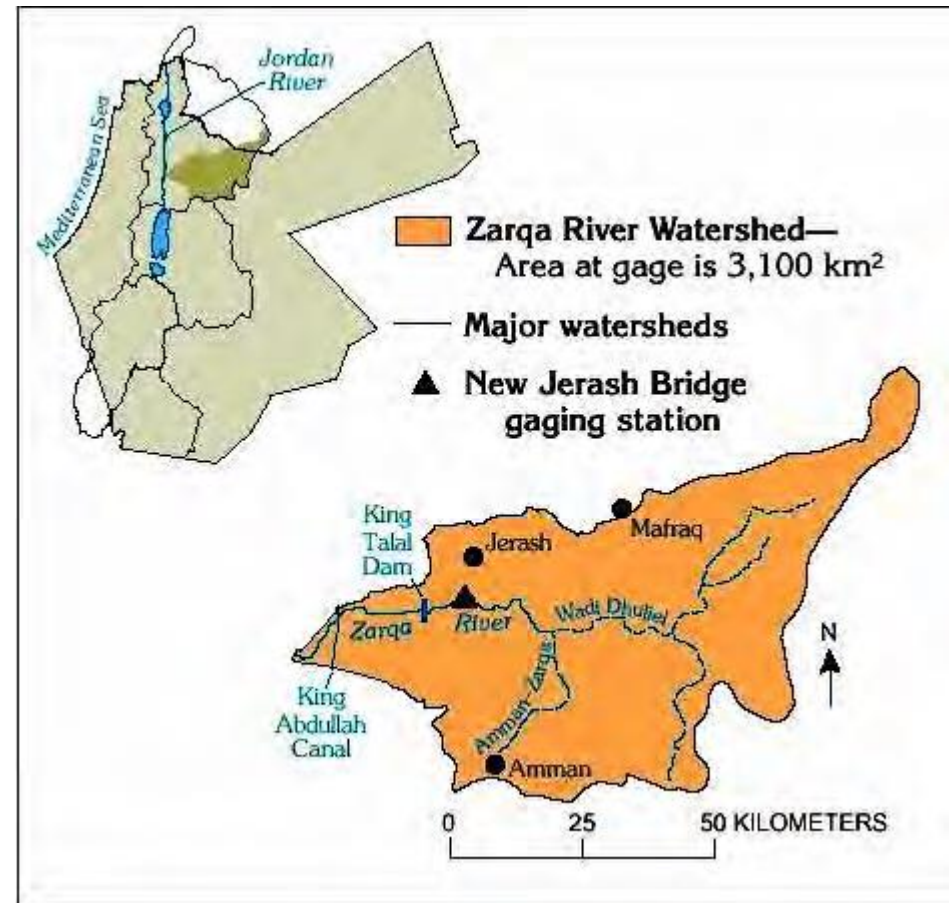 Jordan
River
Mediterranean Sea
Zarqa River Watershed—
Area at gage is 3,100 km²
Major watersheds
New Jerash Bridge
gaging station
King
Talal
Dam
Jerash
Mafraq
Zarqa River
Wadi Dhuliel
Amman-Zarqa
N
King
Abdullah
Canal
Amman
0 25 50 KILOMETERS